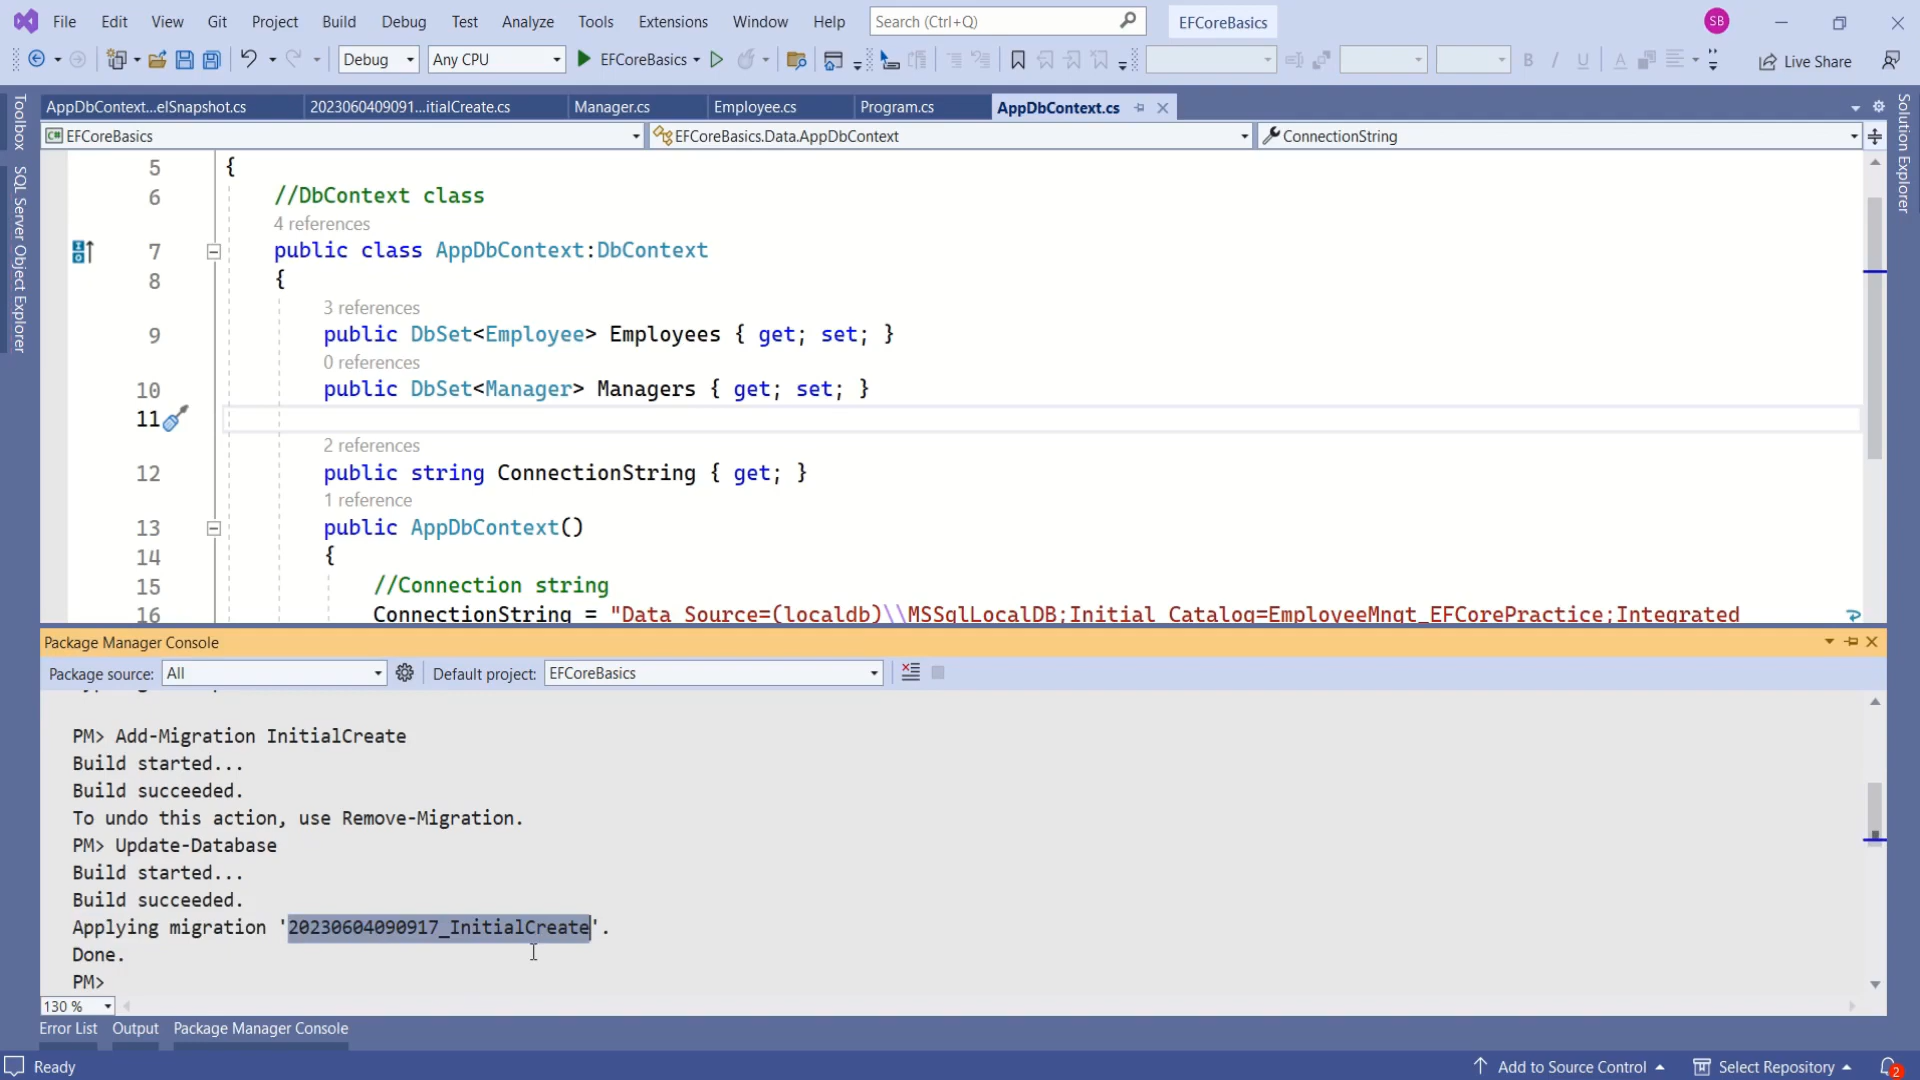 File Edit View Git Project Build Debug Test Analyze Tools Extensions Window Help Search (Ctrl+Q) EFCoreBasics SB
Debug Any CPU EFCoreBasics Live Share
AppDbContext...elSnapshot.cs 2023060409091...itialCreate.cs Manager.cs Employee.cs Program.cs AppDbContext.cs
C# EFCoreBasics EFCoreBasics.Data.AppDbContext ConnectionString
Toolbox
SQL Server Object Explorer
Solution Explorer
5 {
6 //DbContext class
4 references
7 public class AppDbContext:DbContext
8 {
3 references
9 public DbSet<Employee> Employees { get; set; }
0 references
10 public DbSet<Manager> Managers { get; set; }
11
2 references
12 public string ConnectionString { get; }
1 reference
13 public AppDbContext()
14 {
15 //Connection string
16 ConnectionString = "Data Source=(localdb)\\MSSqlLocalDB;Initial Catalog=EmployeeMngt_EFCorePractice;Integrated
Package Manager Console
Package source: All Default project: EFCoreBasics
PM> Add-Migration InitialCreate
Build started...
Build succeeded.
To undo this action, use Remove-Migration.
PM> Update-Database
Build started...
Build succeeded.
Applying migration '20230604090917_InitialCreate'.
Done.
PM>
130 %
Error List Output Package Manager Console
Ready Add to Source Control Select Repository 2